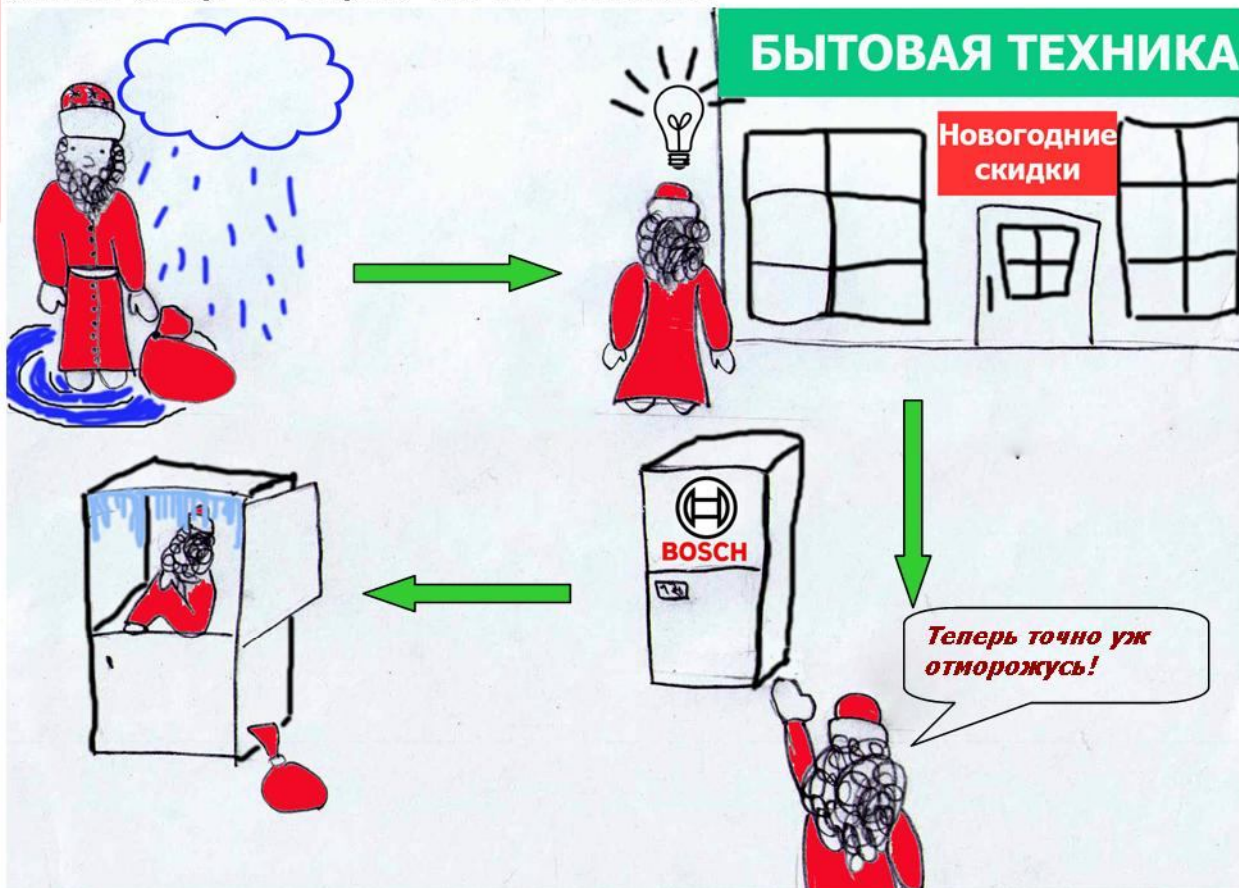 БЫТОВАЯ ТЕХНИКА
Новогодние
скидки
BOSCH
Теперь точно уж
отморожусь!